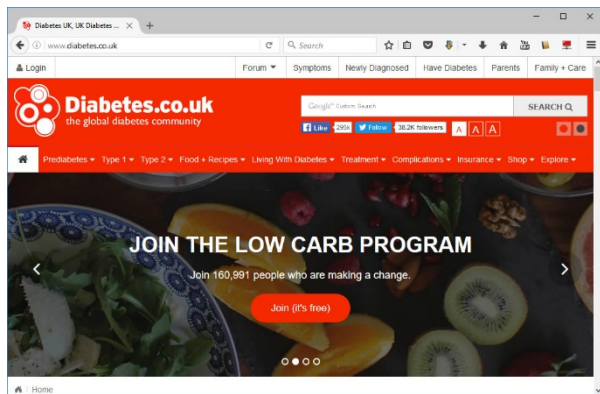 Diabetes UK, UK Diabetes ...
www.diabetes.co.uk
Search
Login
Forum
Symptoms
Newly Diagnosed
Have Diabetes
Parents
Family + Care
Diabetes.co.uk
the global diabetes community
Google™ Custom Search
SEARCH
Like 295k Follow 38.2K followers A A A
Prediabetes Type 1 Type 2 Food + Recipes Living With Diabetes Treatment Complications Insurance Shop Explore
JOIN THE LOW CARB PROGRAM
Join 160,991 people who are making a change.
Join (it's free)
Home